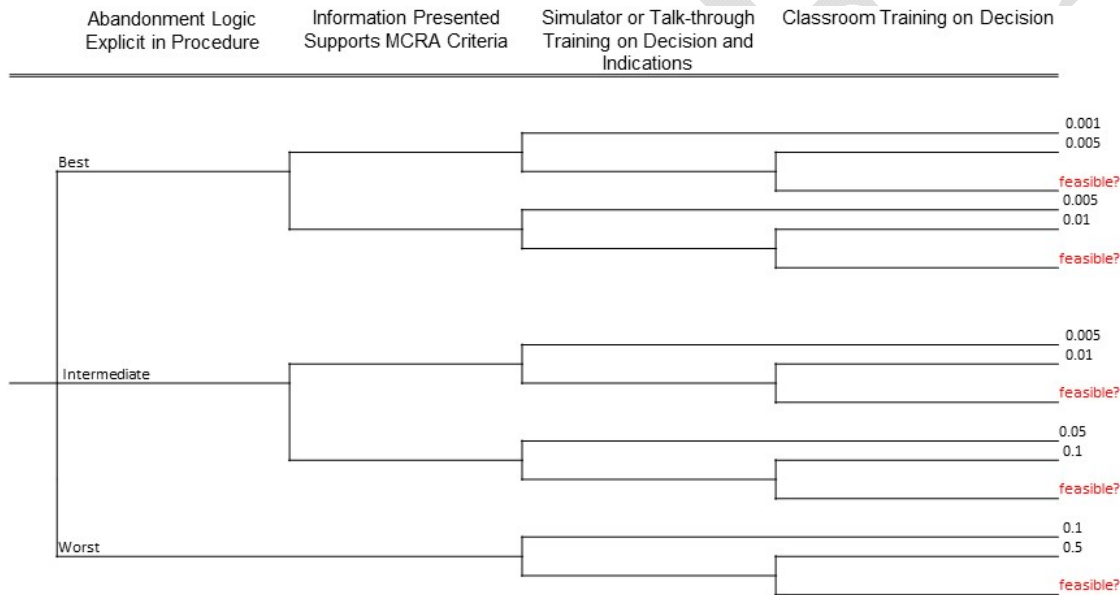 Abandonment Logic
Explicit in Procedure
Information Presented
Supports MCRA Criteria
Simulator or Talk-through
Training on Decision and
Indications
Classroom Training on Decision
0.001
0.005
Best
feasible?
0.005
0.01
feasible?
0.005
0.01
Intermediate
feasible?
0.05
0.1
feasible?
0.1
Worst
0.5
feasible?